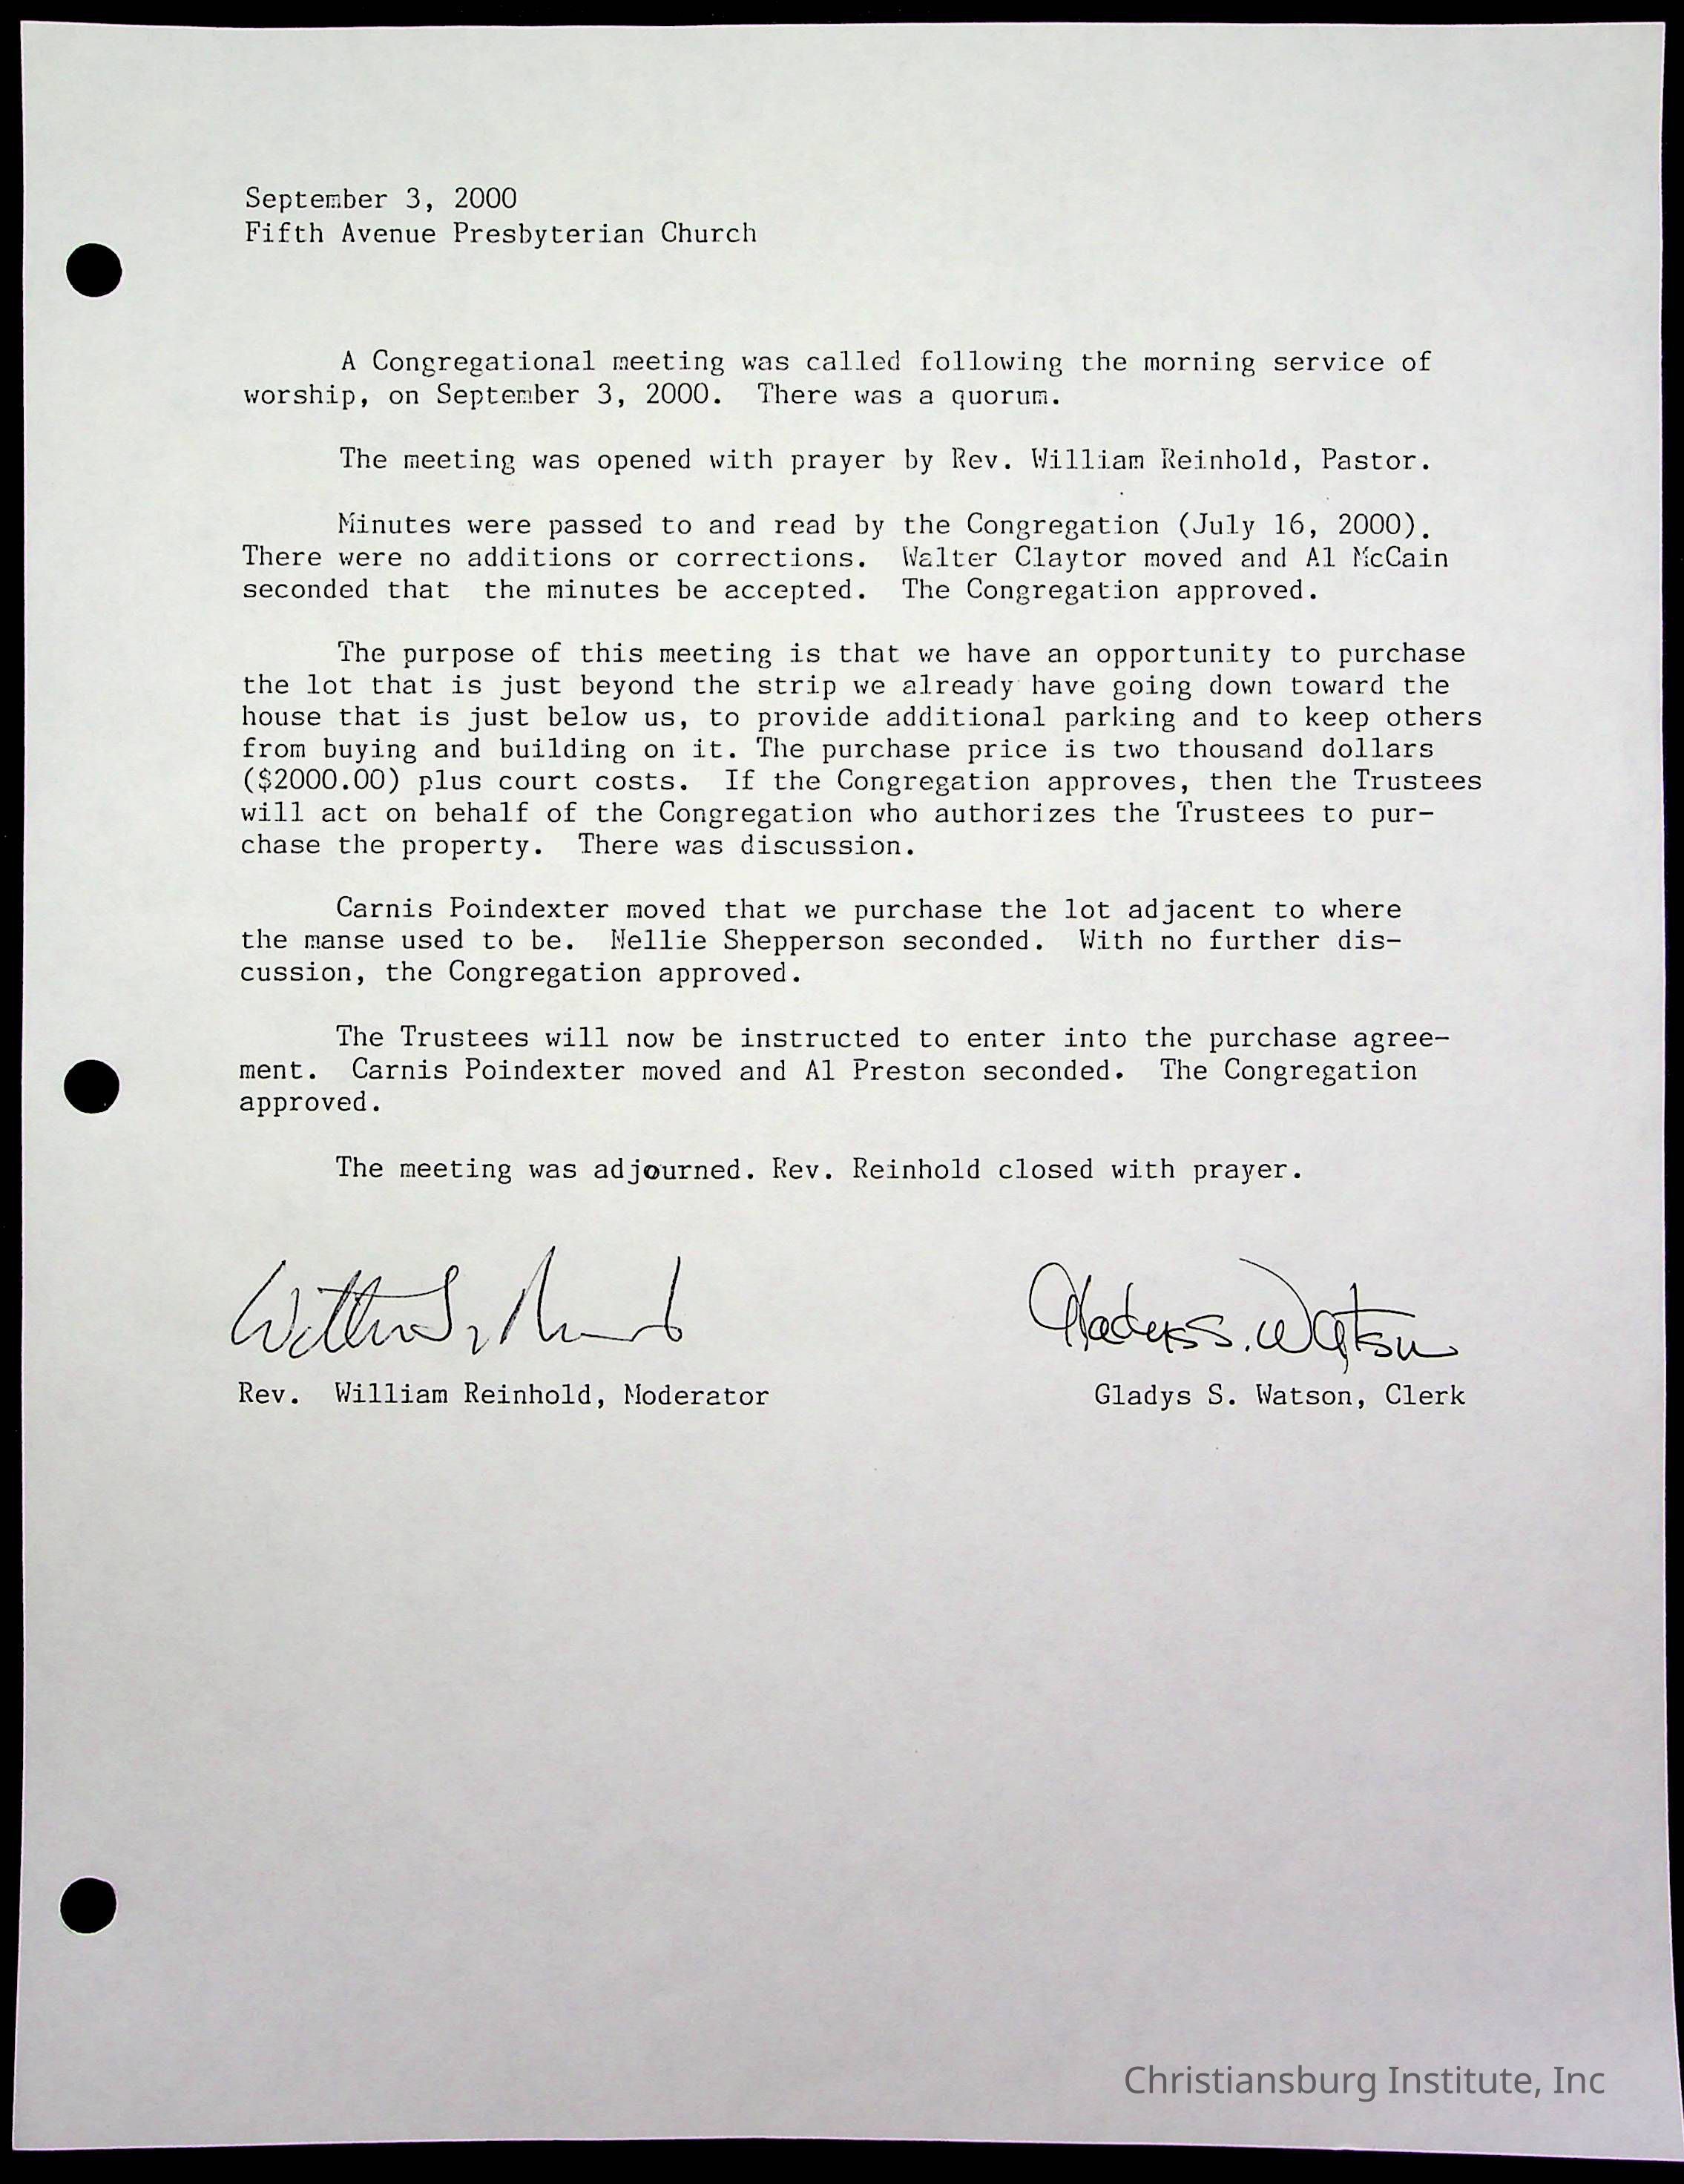 September 3, 2000
Fifth Avenue Presbyterian Church
A Congregational meeting was called following the morning service of
worship, on September 3, 2000.  There was a quorum.
The meeting was opened with prayer by Rev. William Reinhold, Pastor.
Minutes were passed to and read by the Congregation (July 16, 2000).
There were no additions or corrections.  Walter Claytor moved and Al McCain
seconded that  the minutes be accepted.  The Congregation approved.
The purpose of this meeting is that we have an opportunity to purchase
the lot that is just beyond the strip we already have going down toward the
house that is just below us, to provide additional parking and to keep others
from buying and building on it. The purchase price is two thousand dollars
($2000.00) plus court costs.  If the Congregation approves, then the Trustees
will act on behalf of the Congregation who authorizes the Trustees to pur-
chase the property.  There was discussion.
Carnis Poindexter moved that we purchase the lot adjacent to where
the manse used to be.  Nellie Shepperson seconded.  With no further dis-
cussion, the Congregation approved.
The Trustees will now be instructed to enter into the purchase agree-
ment.  Carnis Poindexter moved and Al Preston seconded.  The Congregation
approved.
The meeting was adjourned. Rev. Reinhold closed with prayer.
Gladys S. Watson
Rev.  William Reinhold, Moderator
Gladys S. Watson, Clerk
Christiansburg Institute, Inc